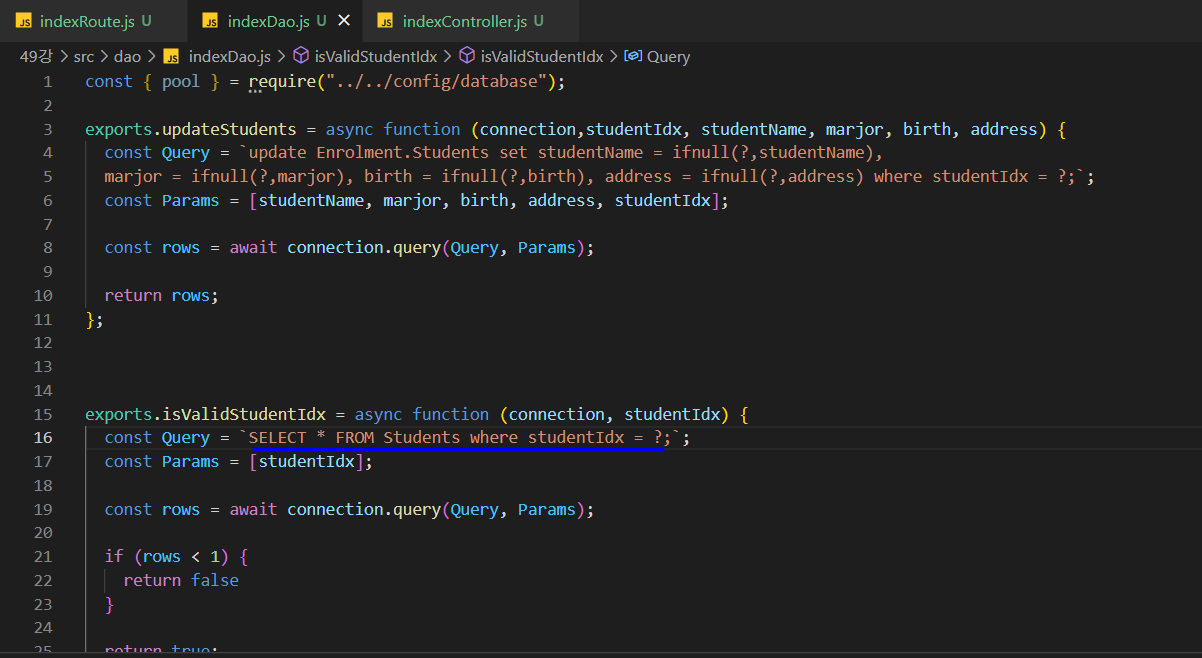 JS indexRoute.js U JS indexDao.js U × JS indexController.js U
49강 > src > dao > JS indexDao.js > isValidStudentIdx > isValidStudentIdx > Query
1 const { pool } = require("../../config/database");
2
3 exports.updateStudents = async function (connection,studentIdx, studentName, marjor, birth, address) {
4 const Query = `update Enrolment.Students set studentName = ifnull(?,studentName),
5 marjor = ifnull(?,marjor), birth = ifnull(?,birth), address = ifnull(?,address) where studentIdx = ?;`;
6 const Params = [studentName, marjor, birth, address, studentIdx];
7
8 const rows = await connection.query(Query, Params);
9
10 return rows;
11 };
12
13
14
15 exports.isValidStudentIdx = async function (connection, studentIdx) {
16 const Query = `SELECT * FROM Students where studentIdx = ?;`;
17 const Params = [studentIdx];
18
19 const rows = await connection.query(Query, Params);
20
21 if (rows < 1) {
22 return false
23 }
24
25 return true;